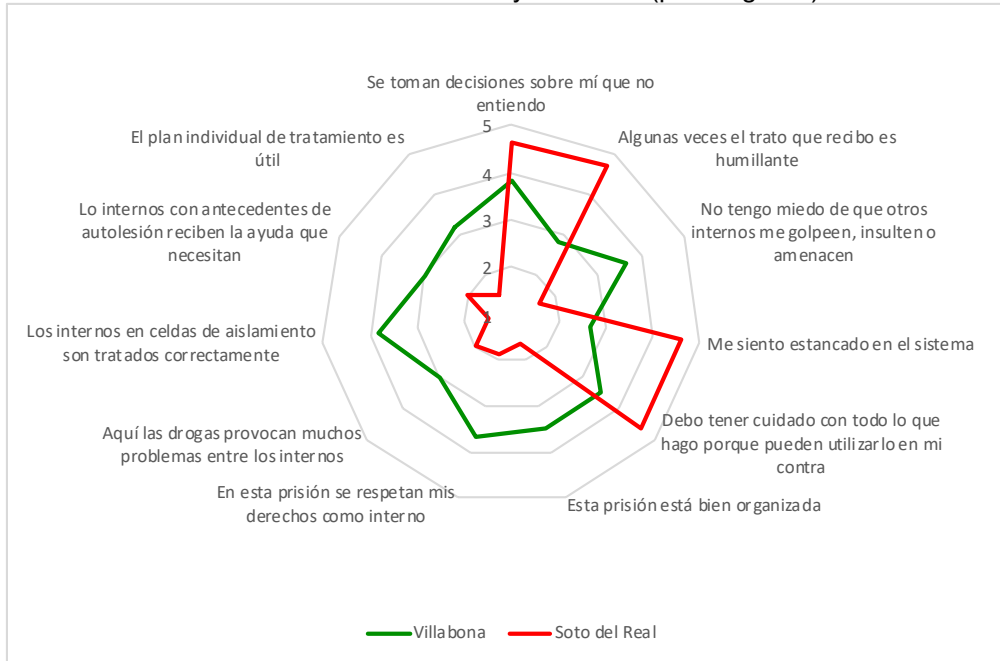 Se toman decisiones sobre mí que no
entiendo
El plan individual de tratamiento es
útil
Algunas veces el trato que recibo es
humillante
Lo internos con antecedentes de
autolesión reciben la ayuda que
necesitan
No tengo miedo de que otros
internos me golpeen, insulten o
amenacen
Los internos en celdas de aislamiento
son tratados correctamente
Me siento estancado en el sistema
Aquí las drogas provocan muchos
problemas entre los internos
Debo tener cuidado con todo lo que
hago porque pueden utilizarlo en mi
contra
En esta prisión se respetan mis
derechos como interno
Esta prisión está bien organizada
5
4
3
2
1
Villabona
Soto del Real